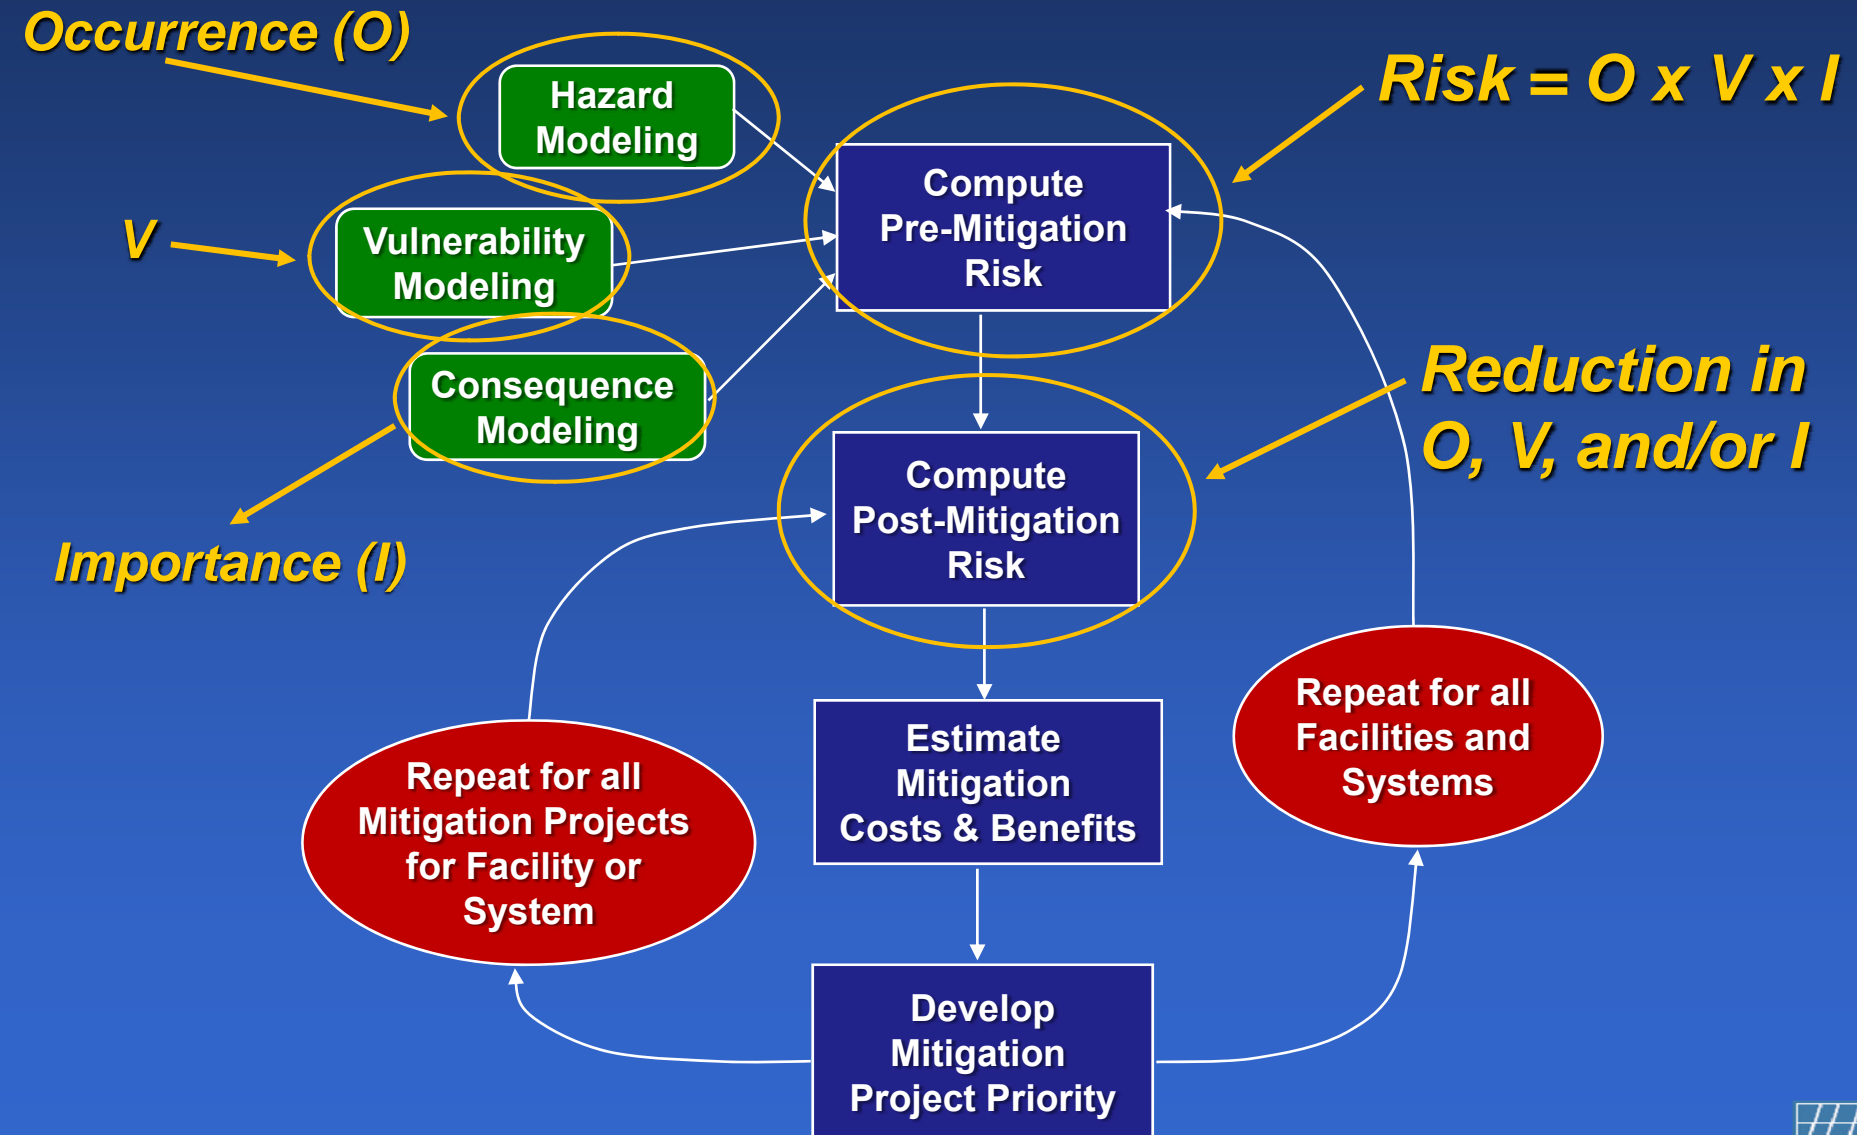 Occurrence (O)
Hazard
Modeling
Risk = O x V x I
Compute
Pre-Mitigation
Risk
V
Vulnerability
Modeling
Consequence
Modeling
Reduction in
O, V, and/or I
Compute
Post-Mitigation
Risk
Importance (I)
Repeat for all
Facilities and
Systems
Estimate
Mitigation
Costs & Benefits
Repeat for all
Mitigation Projects
for Facility or
System
Develop
Mitigation
Project Priority